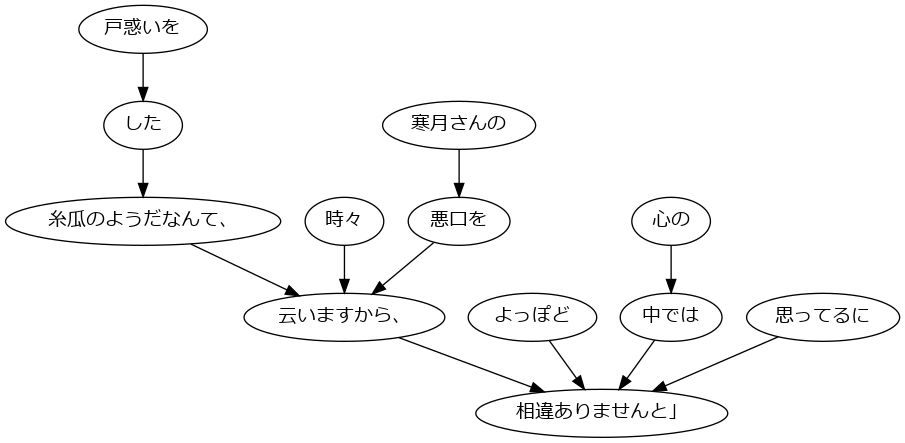 戸惑いを
した
寒月さんの
糸瓜のようだなんて、
時々
悪口を
心の
云いますから、
よっぽど
中では
思ってるに
相違ありませんと」